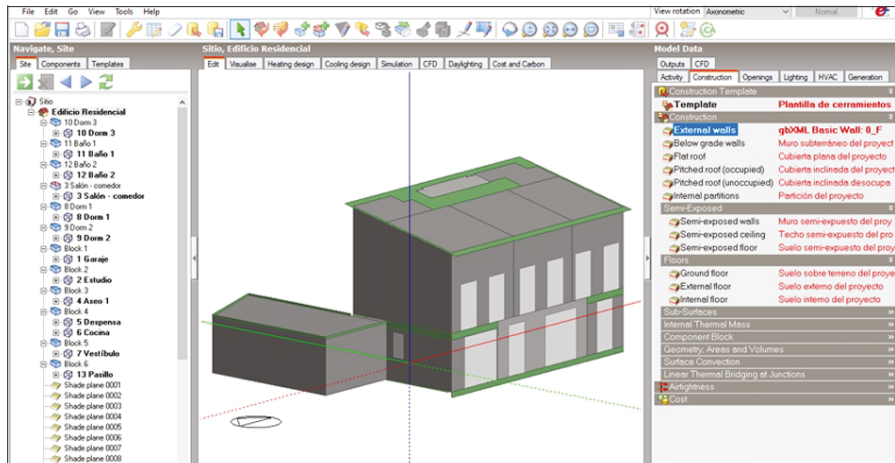 File Edit Go View Tools Help
View rotation Axonometric Normal
Navigate, Site
Site Components Templates
Sitio
Edificio Residencial
10 Dorm 3
10 Dorm 3
11 Baño 1
11 Baño 1
12 Baño 2
12 Baño 2
3 Salón - comedor
3 Salón - comedor
8 Dorm 1
8 Dorm 1
9 Dorm 2
9 Dorm 2
Block 1
1 Garaje
Block 2
2 Estudio
Block 3
4 Aseo 1
Block 4
5 Despensa
6 Cocina
Block 5
7 Vestíbulo
Block 6
13 Pasillo
Shade plane 0001
Shade plane 0002
Shade plane 0003
Shade plane 0004
Shade plane 0005
Shade plane 0006
Shade plane 0007
Shade plane 0008
Sitio, Edificio Residencial
Edit Visualise Heating design Cooling design Simulation CFD Daylighting Cost and Carbon
Model Data
Outputs CFD
Activity Construction Openings Lighting HVAC Generation
Construction Template
Template Plantilla de cerramientos
Construction
External walls gbXML Basic Wall: 0_F
Below grade walls Muro subterráneo del proyect
Flat roof Cubierta plana del proyecto
Pitched roof (occupied) Cubierta inclinada del proyect
Pitched roof (unoccupied) Cubierta inclinada desocupa
Internal partitions Partición del proyecto
Semi-Exposed
Semi-exposed walls Muro semi-expuesto del proy
Semi-exposed ceiling Techo semi-expuesto del pro
Semi-exposed floor Suelo semi-expuesto del proy
Floors
Ground floor Suelo sobre terreno del proye
External floor Suelo externo del proyecto
Internal floor Suelo interno del proyecto
Sub-Surfaces
Internal Thermal Mass
Component Block
Geometry, Areas and Volumes
Surface Convection
Linear Thermal Bridging at Junctions
Airtightness
Cost